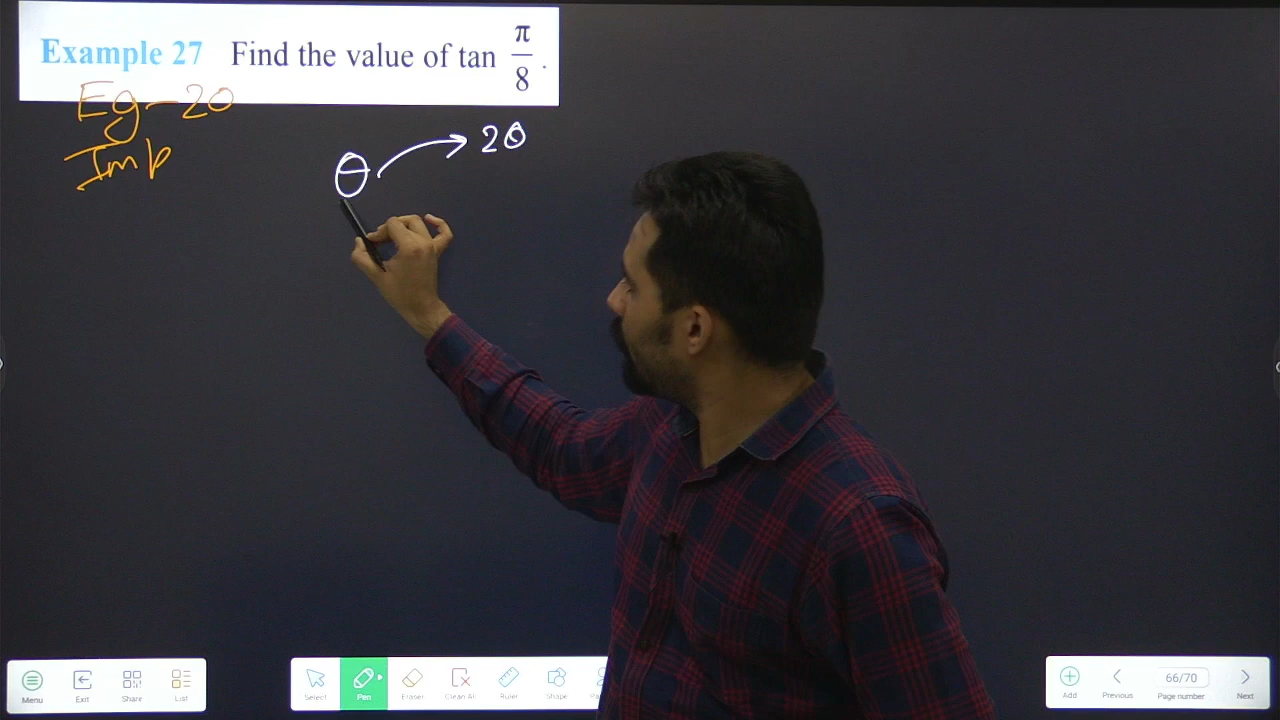 Example 27 Find the value of tan π/8 .
Eg-20
Imp
θ → 2θ
Menu Exit Share List
Select Pen Eraser Clean All Ruler Shape
Add Previous 66/70 Page number Next